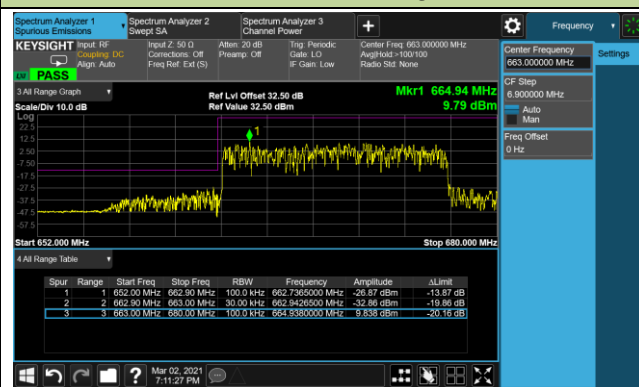 Spectrum Analyzer 1
Spurious Emissions
Spectrum Analyzer 2
Swept SA
Spectrum Analyzer 3
Channel Power
+
Frequency
KEYSIGHT
Input: RF
Coupling: DC
Align: Auto
Input Z: 50 Ω
Corrections: Off
Freq Ref: Ext (S)
Atten: 20 dB
Preamp: Off
Trig: Periodic
Gate: LO
IF Gain: Low
Center Freq: 663.000000 MHz
Avg|Hold:>100/100
Radio Std: None
PASS
Center Frequency
663.000000 MHz
Settings
CF Step
6.900000 MHz
Auto
Man
Freq Offset
0 Hz
3 All Range Graph
Scale/Div 10.0 dB
Ref Lvl Offset 32.50 dB
Ref Value 32.50 dBm
Mkr1 664.94 MHz
9.79 dBm
Log
22.5
12.5
2.50
-7.50
-17.5
-27.5
-37.5
-47.5
-57.5
1
Start 652.000 MHz
Stop 680.000 MHz
4 All Range Table
Spur Range Start Freq Stop Freq RBW Frequency Amplitude ΔLimit
1 1 652.00 MHz 662.90 MHz 100.0 kHz 662.7365000 MHz -26.87 dBm -13.87 dB
2 2 662.90 MHz 663.00 MHz 30.00 kHz 662.9426500 MHz -32.86 dBm -19.86 dB
3 3 663.00 MHz 680.00 MHz 100.0 kHz 664.9380000 MHz 9.838 dBm -20.16 dB
?
Mar 02, 2021
7:11:27 PM